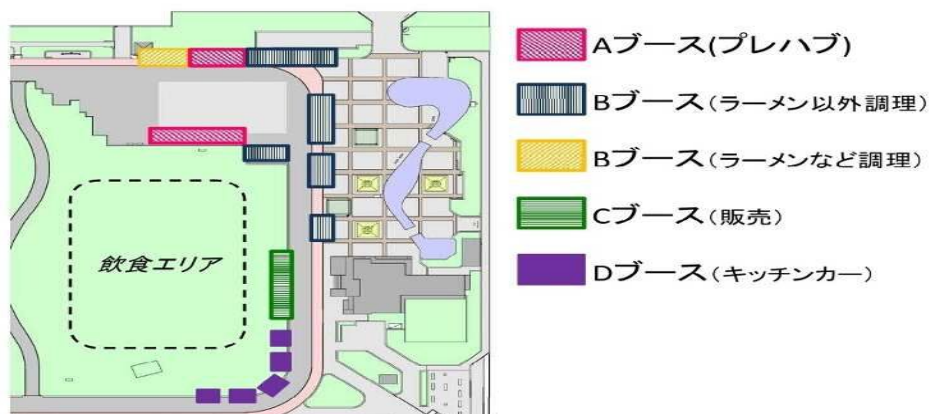 Aブース(プレハブ)
Bブース(ラーメン以外調理)
Bブース(ラーメンなど調理)
Cブース(販売)
Dブース(キッチンカー)
飲食エリア